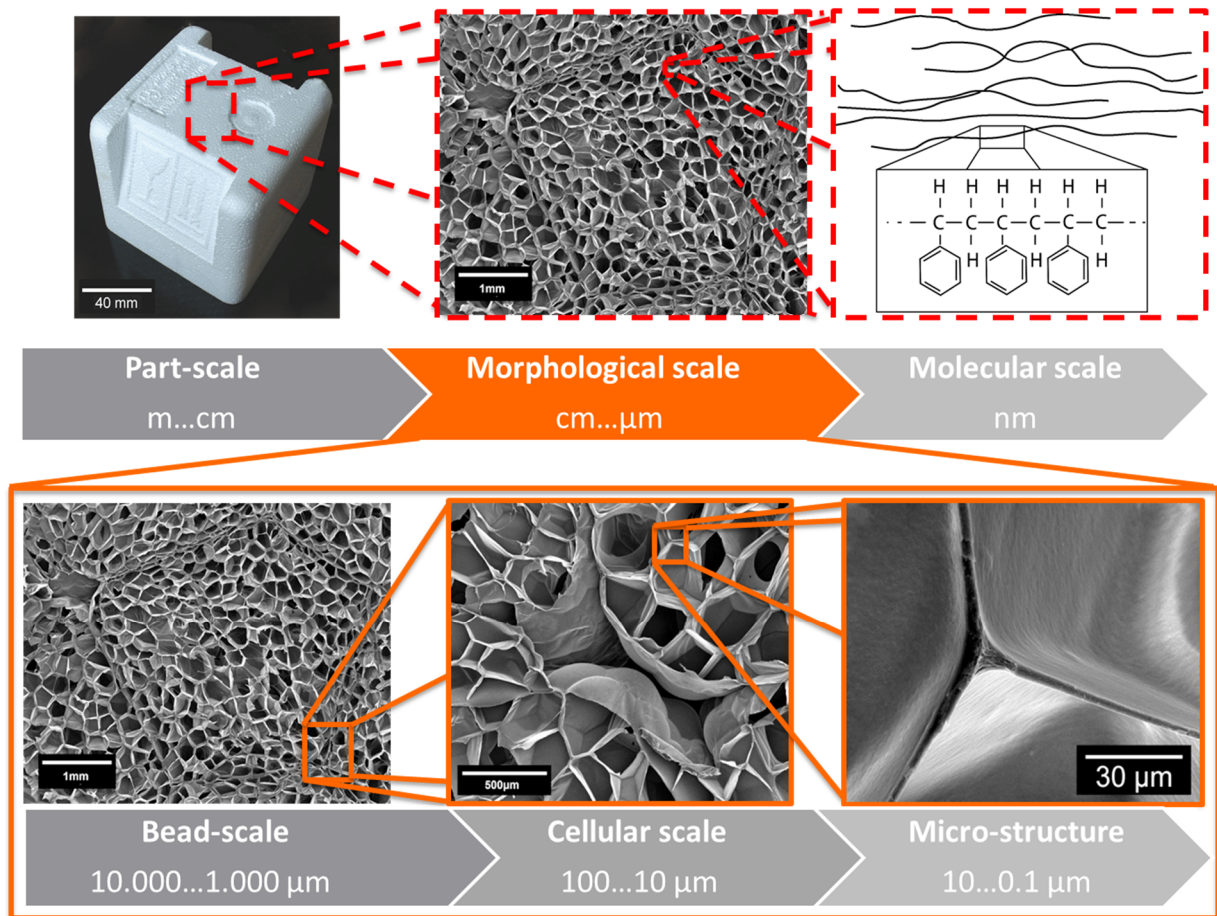 40 mm
1mm
H H H H H H
- - —C—C—C—C—C—C—- - -
H H H
Part-scale
m...cm
Morphological scale
cm...µm
Molecular scale
nm
1mm
500µm
30 µm
Bead-scale
10.000...1.000 µm
Cellular scale
100...10 µm
Micro-structure
10...0.1 µm